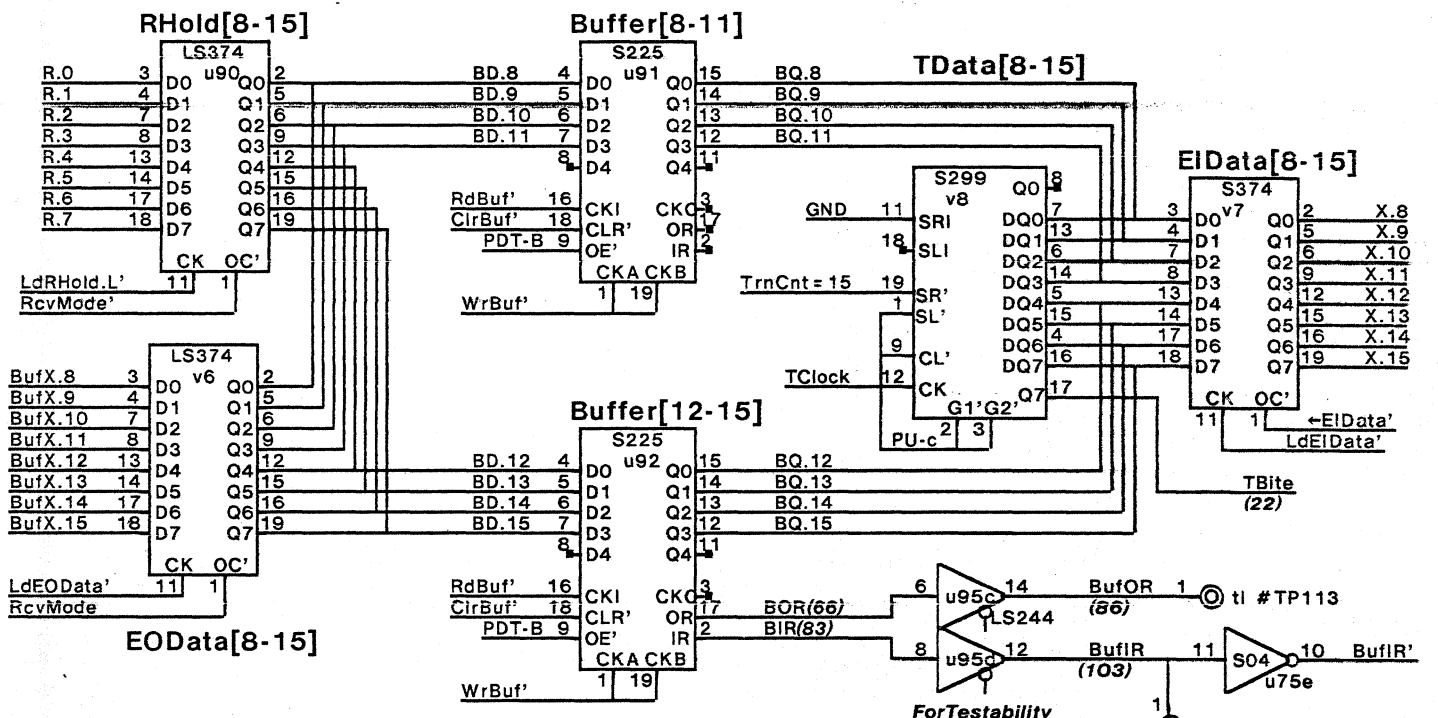 RHold[8-15]
LS374
u90
R.0 3 D0 Q0 2
R.1 4 D1 Q1 5
R.2 7 D2 Q2 6
R.3 8 D3 Q3 9
R.4 13 D4 Q4 12
R.5 14 D5 Q5 15
R.6 17 D6 Q6 16
R.7 18 D7 Q7 19
CK OC'
11 1
LdRHold.L'
RcvMode'
LS374
v6
BufX.8 3 D0 Q0 2
BufX.9 4 D1 Q1 5
BufX.10 7 D2 Q2 6
BufX.11 8 D3 Q3 9
BufX.12 13 D4 Q4 12
BufX.13 14 D5 Q5 15
BufX.14 17 D6 Q6 16
BufX.15 18 D7 Q7 19
CK OC'
11 1
LdEOData'
RcvMode
EOData[8-15]
Buffer[8-11]
S225
u91
BD.8 4 D0 Q0 15 BQ.8
BD.9 5 D1 Q1 14 BQ.9
BD.10 6 D2 Q2 13 BQ.10
BD.11 7 D3 Q3 12 BQ.11
8 D4 Q4 11
RdBuf' 16 CKI CKO 3
ClrBuf' 18 CLR' OR 17
PDT-B 9 OE' IR 2
CKA CKB
1 19
WrBuf'
Buffer[12-15]
S225
u92
BD.12 4 D0 Q0 15 BQ.12
BD.13 5 D1 Q1 14 BQ.13
BD.14 6 D2 Q2 13 BQ.14
BD.15 7 D3 Q3 12 BQ.15
8 D4 Q4 11
RdBuf' 16 CKI CKO 3
ClrBuf' 18 CLR' OR 17 BOR(66)
PDT-B 9 OE' IR 2 BIR(83)
CKA CKB
1 19
WrBuf'
TData[8-15]
S299
v8
Q0 8
GND 11 SRI DQ0 7
DQ1 13
18 SLI DQ2 6
DQ3 14
TrnCnt=15 19 SR' DQ4 5
1 SL' DQ5 15
DQ6 4
9 CL' DQ7 16
TClock 12 CK Q7 17
G1' G2'
PU-c 2 3
TBite
(22)
EIData[8-15]
S374
v7
3 D0 Q0 2 X.8
4 D1 Q1 5 X.9
7 D2 Q2 6 X.10
8 D3 Q3 9 X.11
13 D4 Q4 12 X.12
14 D5 Q5 15 X.13
17 D6 Q6 16 X.14
18 D7 Q7 19 X.15
CK OC'
11 1 ←EIData'
LdEIData'
6 u95c 14 BufOR 1 tl #TP113
LS244 (86)
8 u95d 12 BufIR 11 S04 10 BufIR'
(103) u75e
ForTestability 1